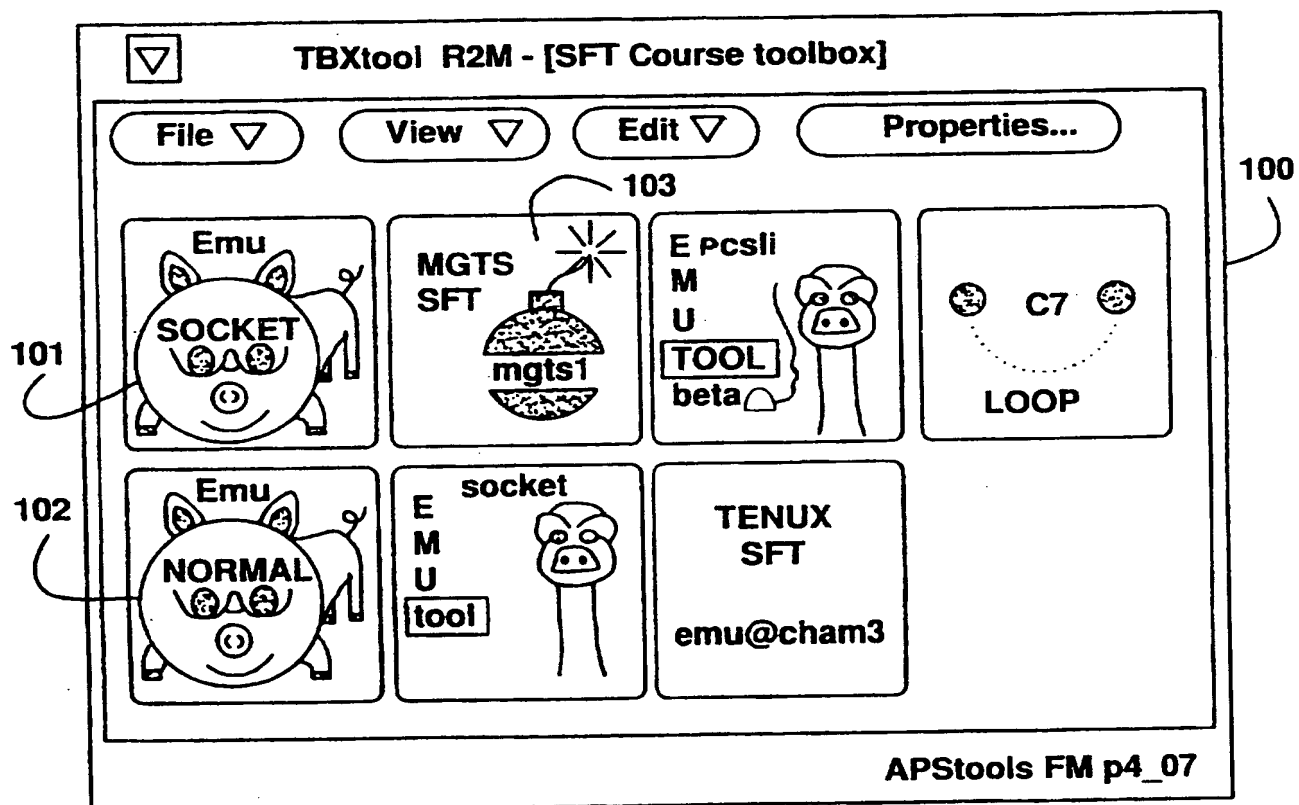 TBXtool R2M - [SFT Course toolbox]
File View Edit Properties...
100
103
Emu
SOCKET
101
MGTS
SFT
mgts1
E pcsli
M
U
TOOL
beta
C7
LOOP
102
Emu
NORMAL
socket
E
M
U
tool
TENUX
SFT
emu@cham3
APStools FM p4_07